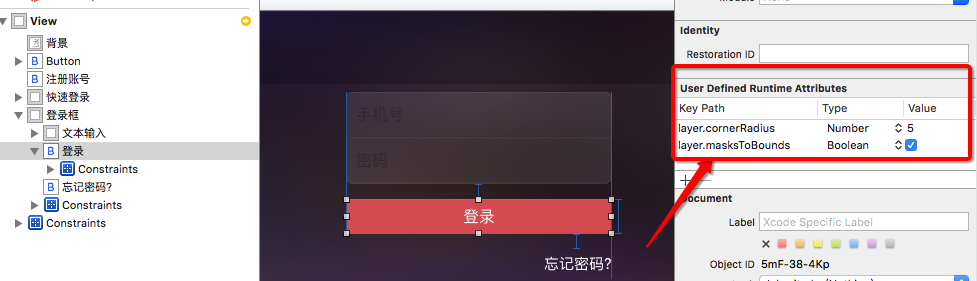 View
背景
Button
注册账号
快速登录
登录框
文本输入
登录
Constraints
忘记密码?
Constraints
Constraints
手机号
密码
登录
忘记密码?
Identity
Restoration ID
User Defined Runtime Attributes
Key Path Type Value
layer.cornerRadius Number 5
layer.masksToBounds Boolean
Document
Label Xcode Specific Label
Object ID 5mF-38-4Kp